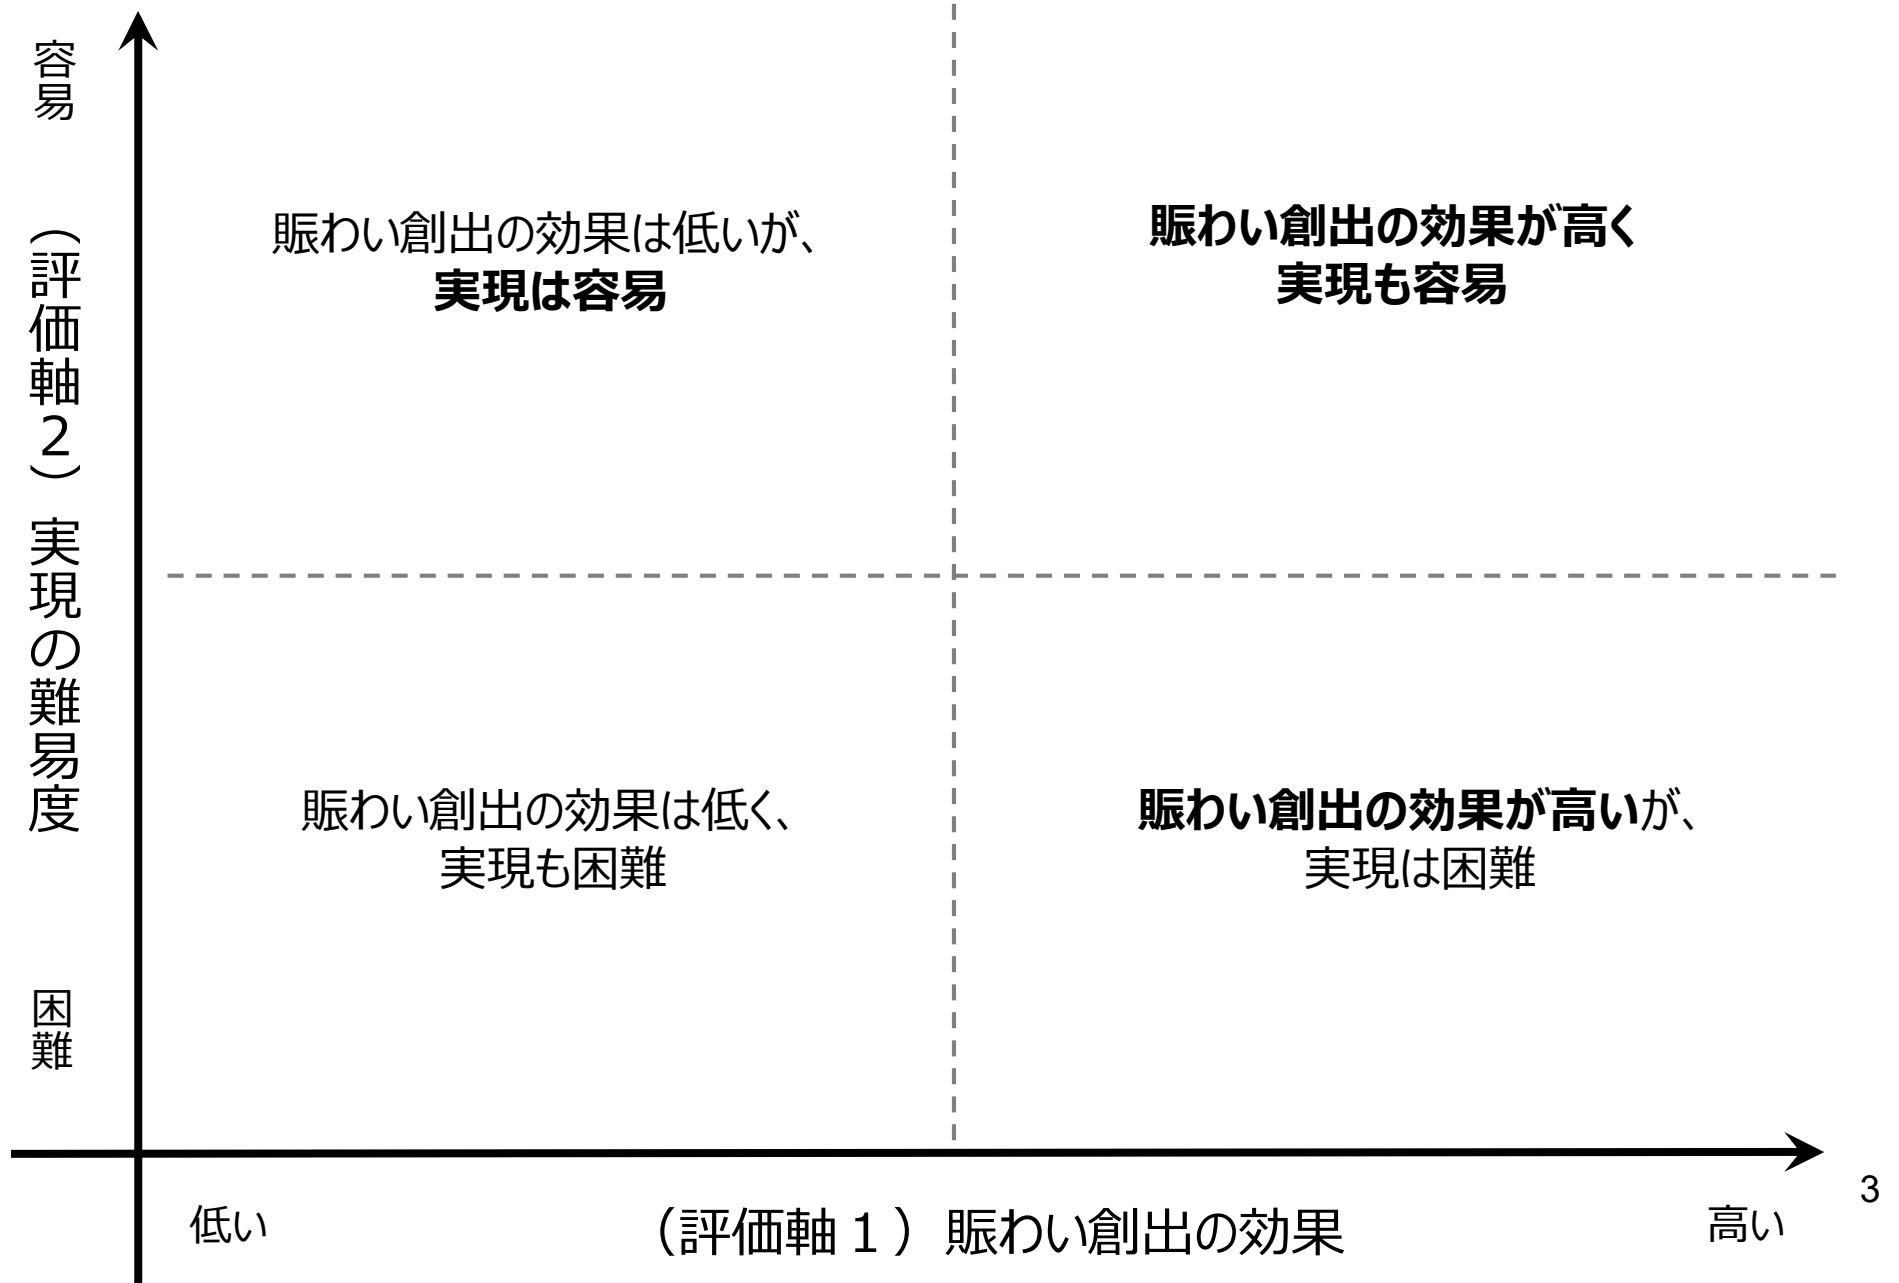 容易
（評価軸２）実現の難易度
困難
賑わい創出の効果は低いが、
実現は容易
賑わい創出の効果が高く
実現も容易
賑わい創出の効果は低く、
実現も困難
賑わい創出の効果が高いが、
実現は困難
低い
（評価軸１）賑わい創出の効果
高い
3